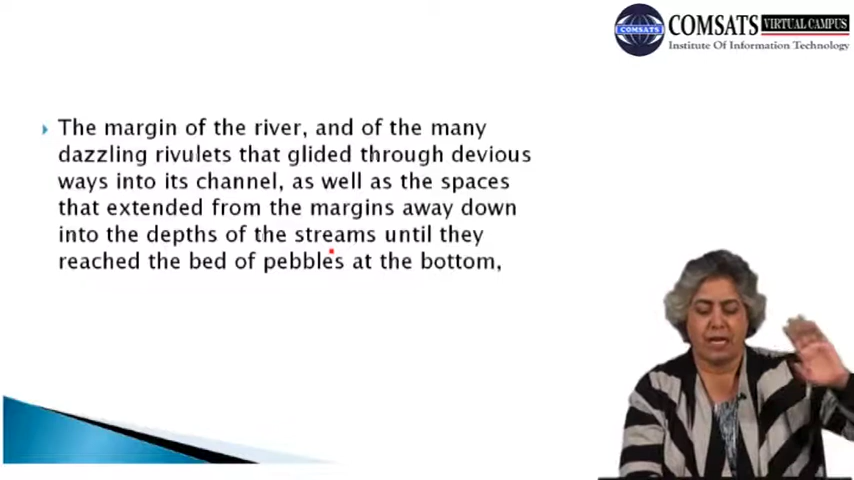 COMSATS
COMSATS VIRTUAL CAMPUS
Institute Of Information Technology
The margin of the river, and of the many
dazzling rivulets that glided through devious
ways into its channel, as well as the spaces
that extended from the margins away down
into the depths of the streams until they
reached the bed of pebbles at the bottom,